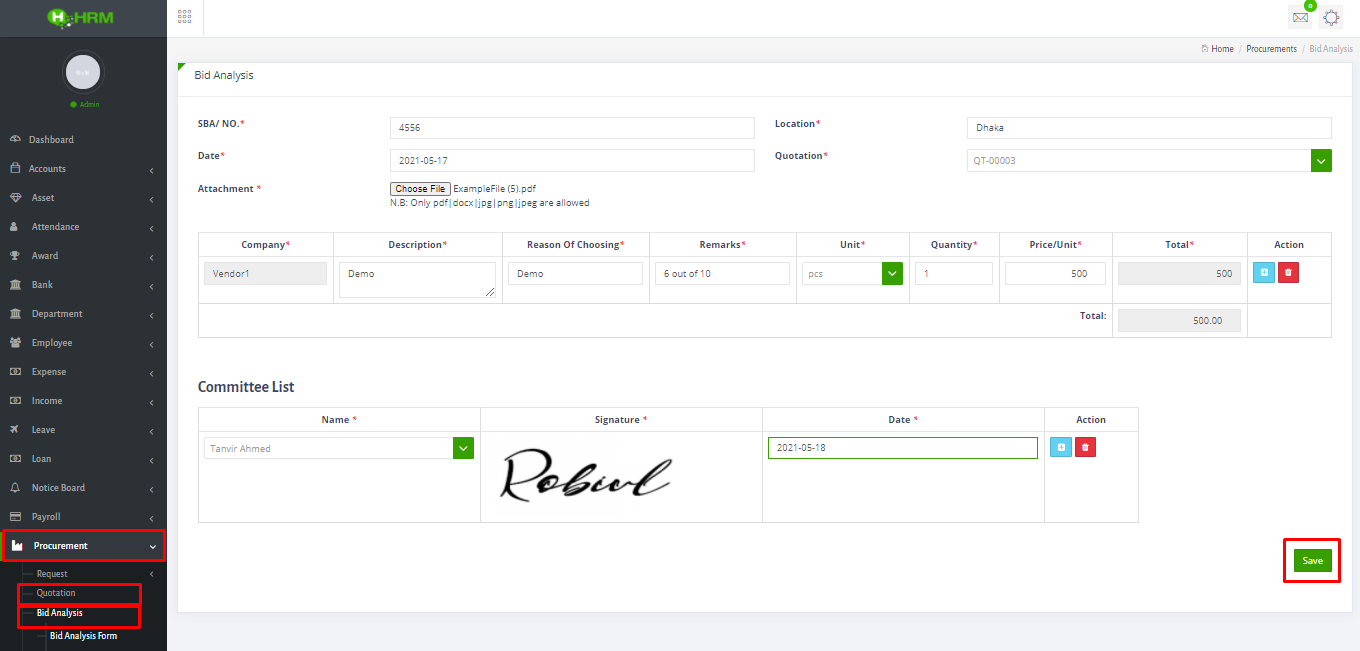 HRM
0
Home / Procurements / Bid Analysis
Admin
Dashboard
Accounts
Asset
Attendance
Award
Bank
Department
Employee
Expense
Income
Leave
Loan
Notice Board
Payroll
Procurement
Request
Quotation
Bid Analysis
Bid Analysis Form
Bid Analysis
SBA/ NO.* 4556 Location* Dhaka
Date* 2021-05-17 Quotation* QT-00003
Attachment * Choose File ExampleFile (5).pdf
N.B: Only pdf|docx|jpg|png|jpeg are allowed
Company* Description* Reason Of Choosing* Remarks* Unit* Quantity* Price/Unit* Total* Action
Vendor1 Demo Demo 6 out of 10 pcs 1 500 500
Total: 500.00
Committee List
Name * Signature * Date * Action
Tanvir Ahmed Robiul 2021-05-18
Save